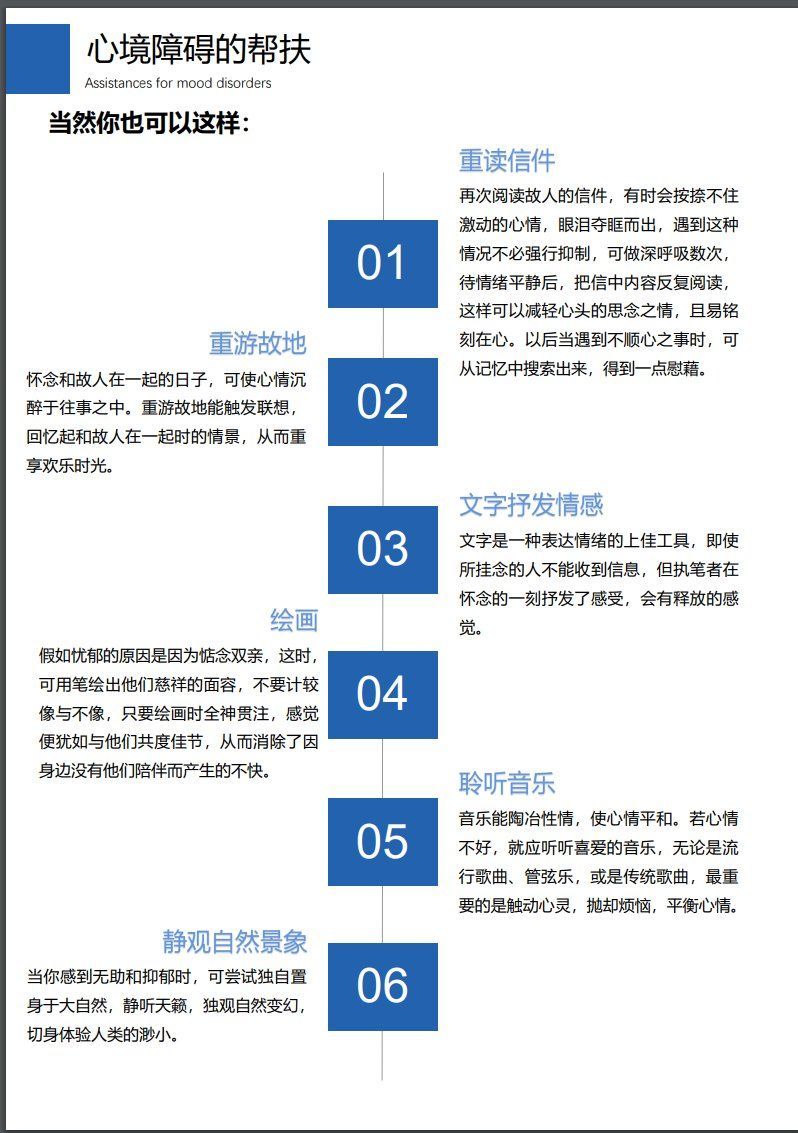 心境障碍的帮扶
Assistances for mood disorders
当然你也可以这样：
01
重读信件
再次阅读故人的信件，有时会按捺不住
激动的心情，眼泪夺眶而出，遇到这种
情况不必强行抑制，可做深呼吸数次，
待情绪平静后，把信中内容反复阅读，
这样可以减轻心头的思念之情，且易铭
刻在心。以后当遇到不顺心之事时，可
从记忆中搜索出来，得到一点慰藉。
02
重游故地
怀念和故人在一起的日子，可使心情沉
醉于往事之中。重游故地能触发联想，
回忆起和故人在一起时的情景，从而重
享欢乐时光。
03
文字抒发情感
文字是一种表达情绪的上佳工具，即使
所挂念的人不能收到信息，但执笔者在
怀念的一刻抒发了感受，会有释放的感
觉。
04
绘画
假如忧郁的原因是因为惦念双亲，这时，
可用笔绘出他们慈祥的面容，不要计较
像与不像，只要绘画时全神贯注，感觉
便犹如与他们共度佳节，从而消除了因
身边没有他们陪伴而产生的不快。
05
聆听音乐
音乐能陶冶性情，使心情平和。若心情
不好，就应听听喜爱的音乐，无论是流
行歌曲、管弦乐，或是传统歌曲，最重
要的是触动心灵，抛却烦恼，平衡心情。
06
静观自然景象
当你感到无助和抑郁时，可尝试独自置
身于大自然，静听天籁，独观自然变幻，
切身体验人类的渺小。